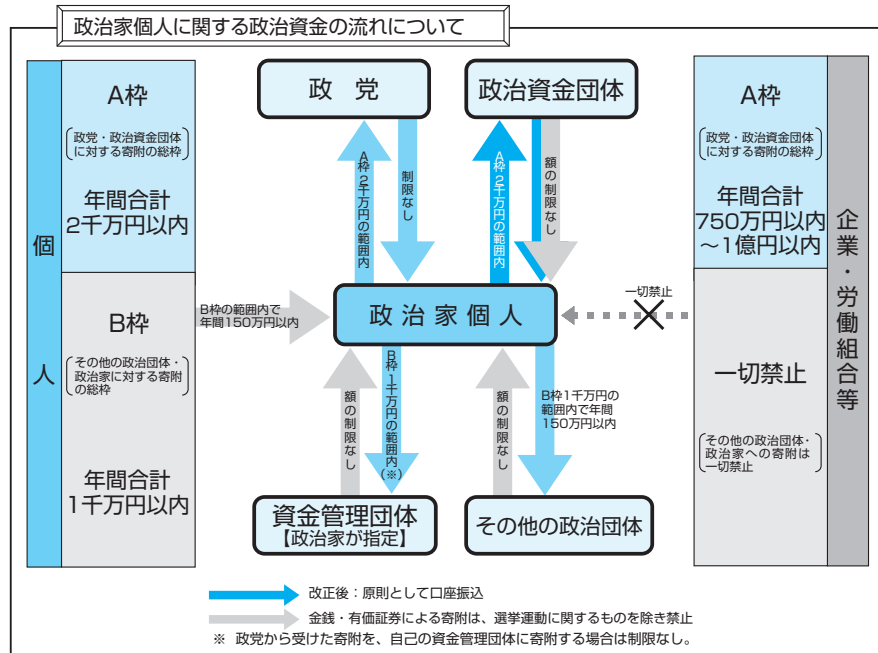 政治家個人に関する政治資金の流れについて
個人
A枠
政党・政治資金団体
に対する寄附の総枠
年間合計
2千万円以内
B枠
その他の政治団体・
政治家に対する寄附
の総枠
年間合計
1千万円以内
政 党
政治資金団体
A枠2千万円の範囲内
制限なし
A枠2千万円の範囲内
額の制限なし
B枠の範囲内で
年間150万円以内
政治家個人
一切禁止
額の制限なし
B枠1千万円の範囲内(※)
額の制限なし
B枠1千万円の
範囲内で年間
150万円以内
資金管理団体
【政治家が指定】
その他の政治団体
A枠
政党・政治資金団体
に対する寄附の総枠
年間合計
750万円以内
～1億円以内
一切禁止
その他の政治団体・
政治家への寄附は
一切禁止
企業・労働組合等
改正後：原則として口座振込
金銭・有価証券による寄附は、選挙運動に関するものを除き禁止
※ 政党から受けた寄附を、自己の資金管理団体に寄附する場合は制限なし。